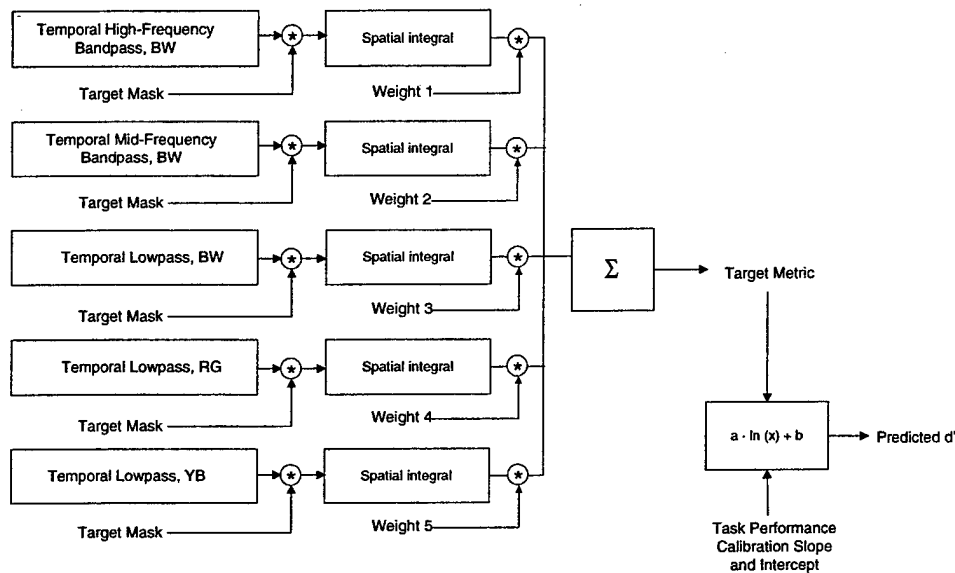 Temporal High-Frequency
Bandpass, BW
*
Spatial integral
*
Target Mask
Weight 1
Temporal Mid-Frequency
Bandpass, BW
*
Spatial integral
*
Target Mask
Weight 2
Temporal Lowpass, BW
*
Spatial integral
*
Target Mask
Weight 3
Σ
Target Metric
Temporal Lowpass, RG
*
Spatial integral
*
Target Mask
Weight 4
a · ln (x) + b
Predicted d'
Temporal Lowpass, YB
*
Spatial integral
*
Target Mask
Weight 5
Task Performance
Calibration Slope
and Intercept